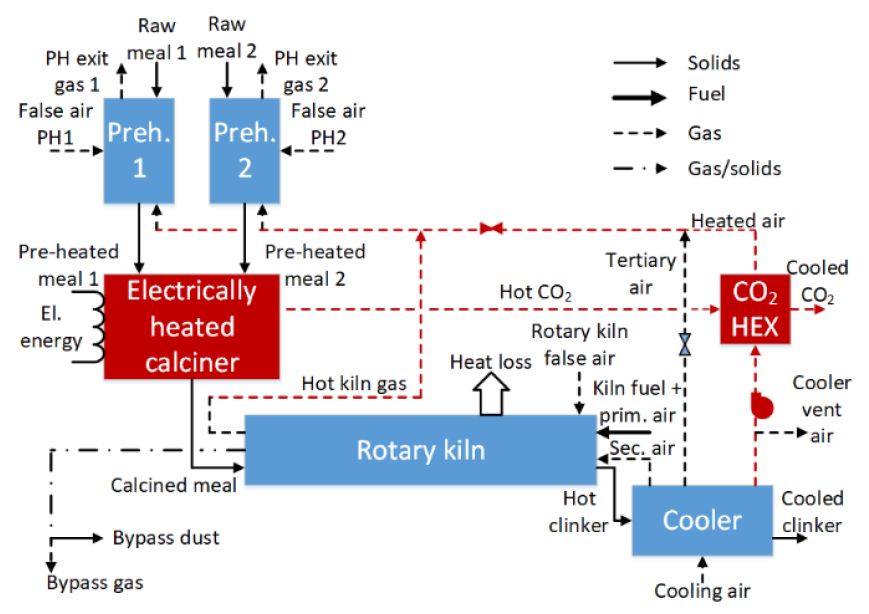 Raw
meal 1
Raw
meal 2
PH exit
gas 1
PH exit
gas 2
False air
PH1
False air
PH2
Preh.
1
Preh.
2
Solids
Fuel
Gas
Gas/solids
Pre-heated
meal 1
Pre-heated
meal 2
Heated air
Tertiary
air
Cooled
CO₂
CO₂
HEX
El.
energy
Electrically
heated
calciner
Hot CO₂
Rotary kiln
false air
Heat loss
Hot kiln gas
Kiln fuel +
prim. air
Cooler
vent
air
Rotary kiln
Sec. air
Calcined meal
Hot
clinker
Cooler
Cooled
clinker
Bypass dust
Bypass gas
Cooling air